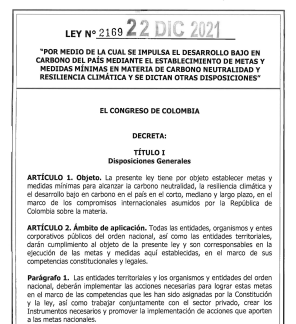 LEY Nº 2169 22 DIC 2021
"POR MEDIO DE LA CUAL SE IMPULSA EL DESARROLLO BAJO EN
CARBONO DEL PAÍS MEDIANTE EL ESTABLECIMIENTO DE METAS Y
MEDIDAS MÍNIMAS EN MATERIA DE CARBONO NEUTRALIDAD Y
RESILIENCIA CLIMÁTICA Y SE DICTAN OTRAS DISPOSICIONES"
EL CONGRESO DE COLOMBIA
DECRETA:
TÍTULO I
Disposiciones Generales
ARTÍCULO 1. Objeto. La presente ley tiene por objeto establecer metas y
medidas mínimas para alcanzar la carbono neutralidad, la resiliencia climática y
el desarrollo bajo en carbono en el país en el corto, mediano y largo plazo, en el
marco de los compromisos internacionales asumidos por la República de
Colombia sobre la materia.
ARTÍCULO 2. Ámbito de aplicación. Todas las entidades, organismos y entes
corporativos públicos del orden nacional, así como las entidades territoriales,
darán cumplimiento al objeto de la presente ley y son corresponsables en la
ejecución de las metas y medidas aquí establecidas, en el marco de sus
competencias constitucionales y legales.
Parágrafo 1. Las entidades territoriales y los organismos y entidades del orden
nacional, deberán implementar las acciones necesarias para lograr estas metas
en el marco de las competencias que les han sido asignadas por la Constitución
y la ley, así como trabajar conjuntamente con el sector privado, crear los
Instrumentos necesarios y promover la implementación de acciones que aporten
a las metas nacionales.